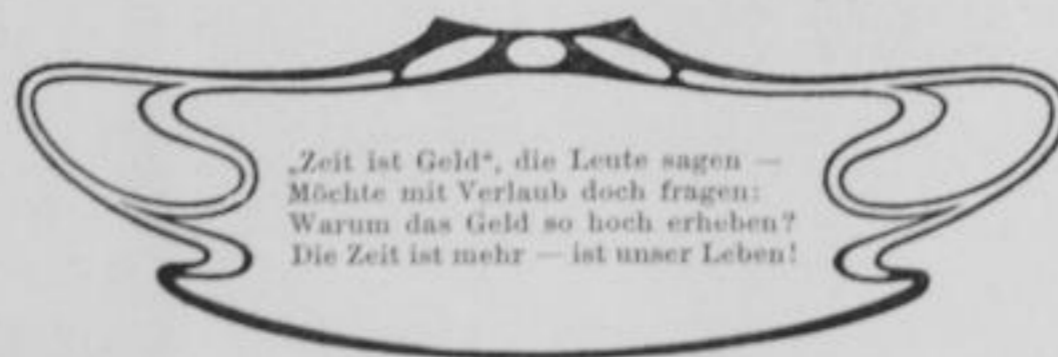 „Zeit ist Geld“, die Leute sagen —
Möchte mit Verlaub doch fragen:
Warum das Geld so hoch erheben?
Die Zeit ist mehr — ist unser Leben!